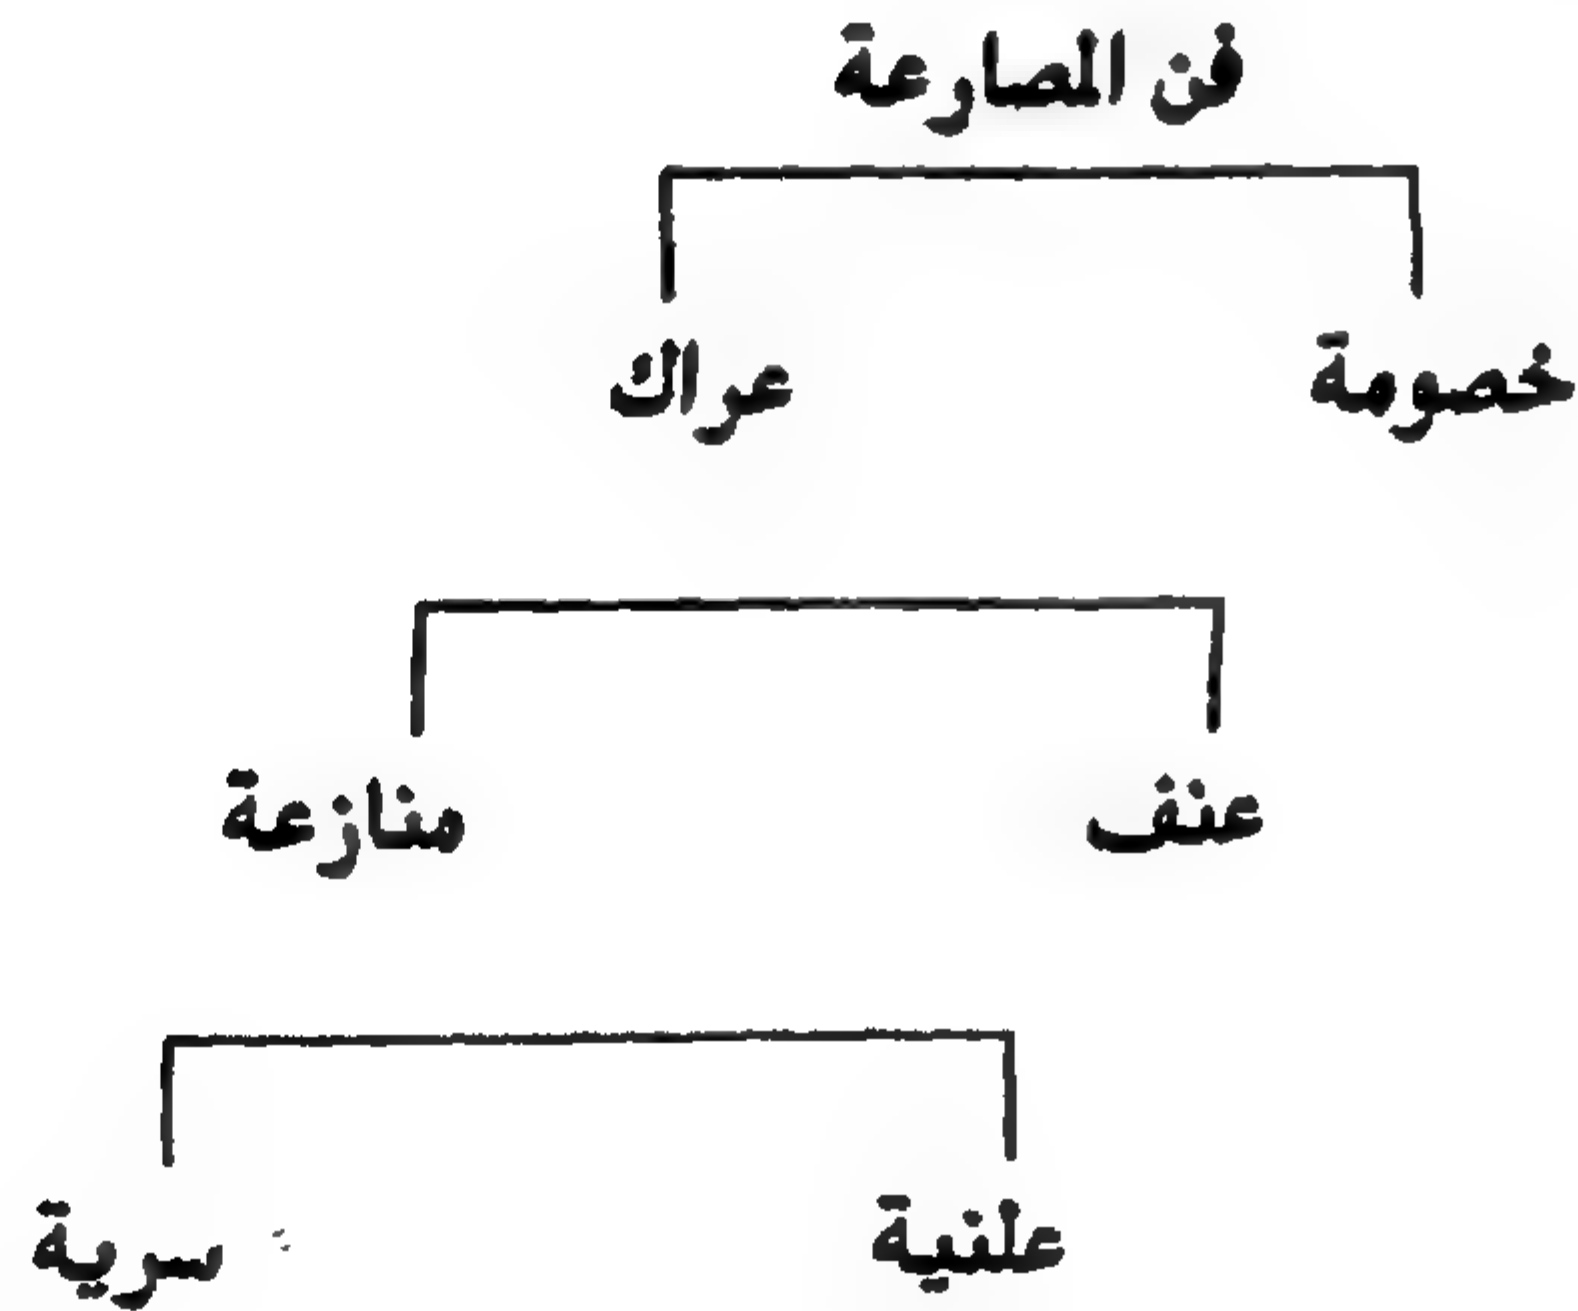 فن المصارعة
خصومة عراك
عنف منازعة
علنية سرية